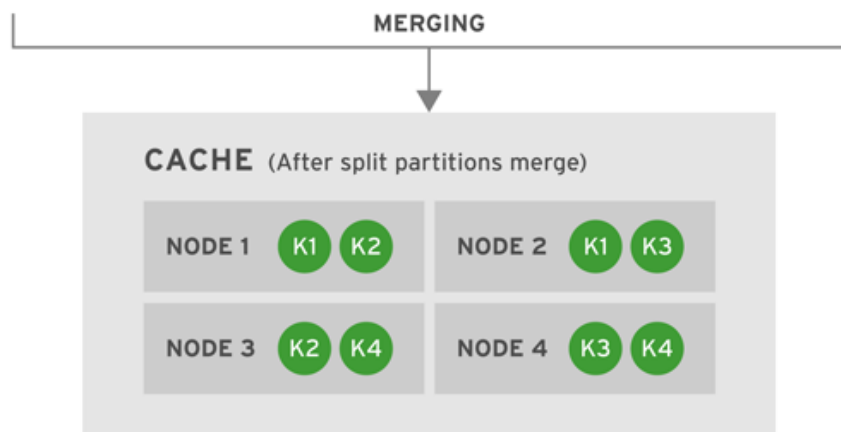 MERGING
CACHE (After split partitions merge)
NODE 1 K1 K2 NODE 2 K1 K3
NODE 3 K2 K4 NODE 4 K3 K4